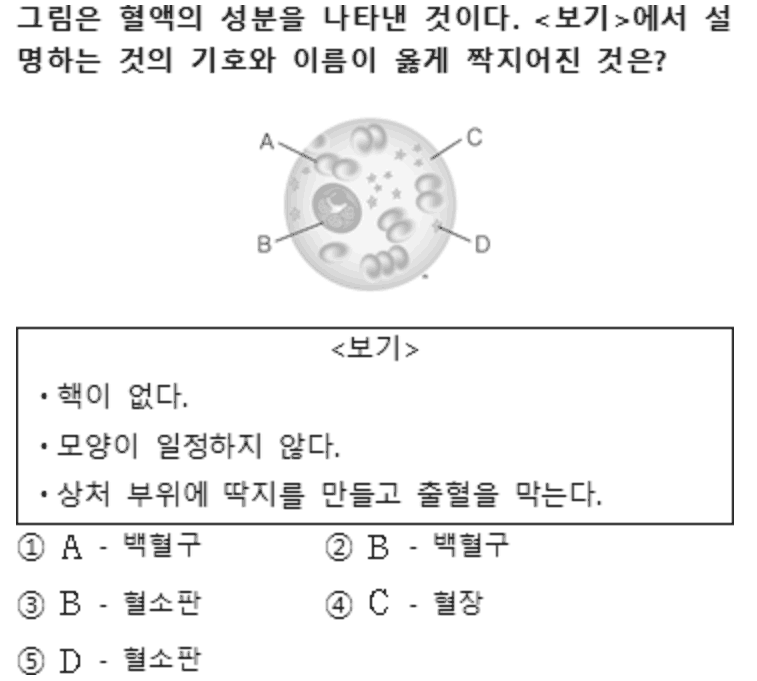 그림은 혈액의 성분을 나타낸 것이다. <보기>에서 설
명하는 것의 기호와 이름이 옳게 짝지어진 것은?
A
C
B
D
<보기>
・핵이 없다.
・모양이 일정하지 않다.
・상처 부위에 딱지를 만들고 출혈을 막는다.
① A - 백혈구 ② B - 백혈구
③ B - 혈소판 ④ C - 혈장
⑤ D - 혈소판